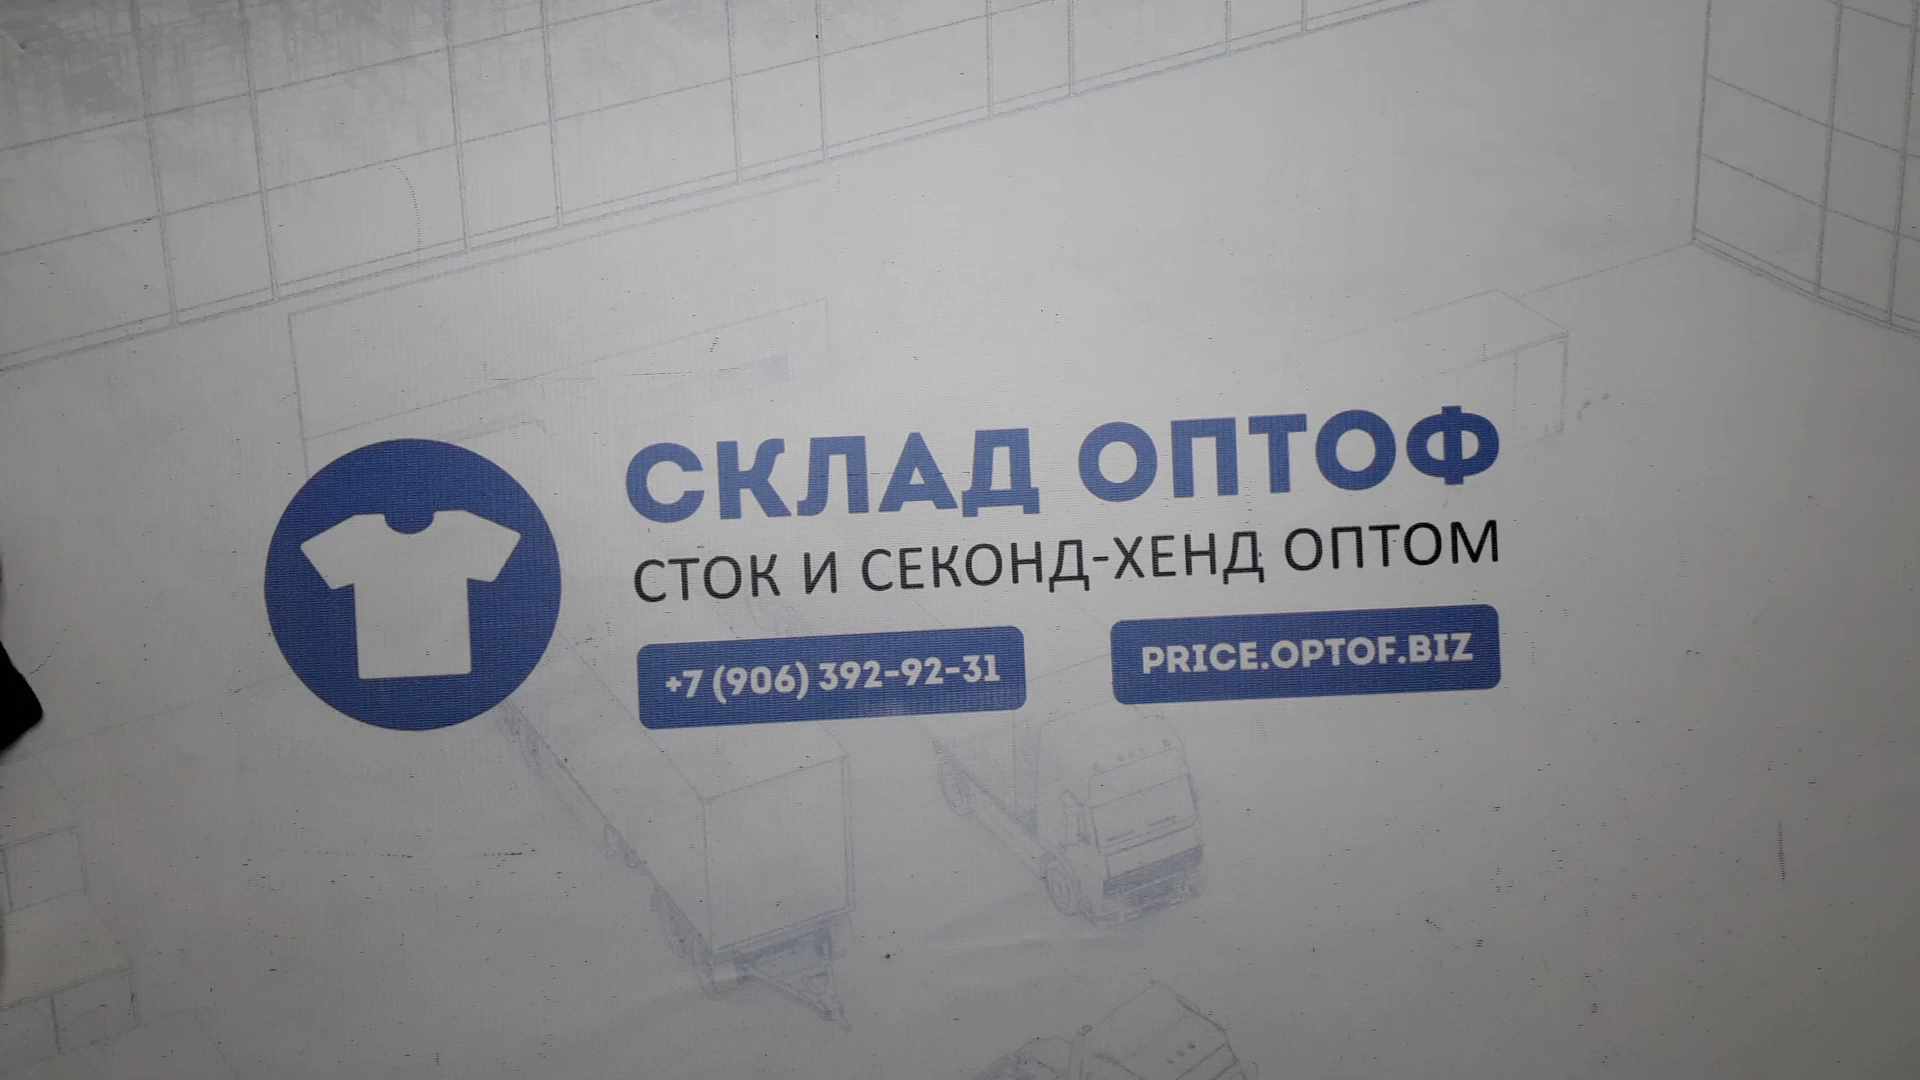 СКЛАД ОПТОФ
СТОК И СЕКОНД-ХЕНД ОПТОМ
+7 (906) 392-92-31
PRICE.OPTOF.BIZ